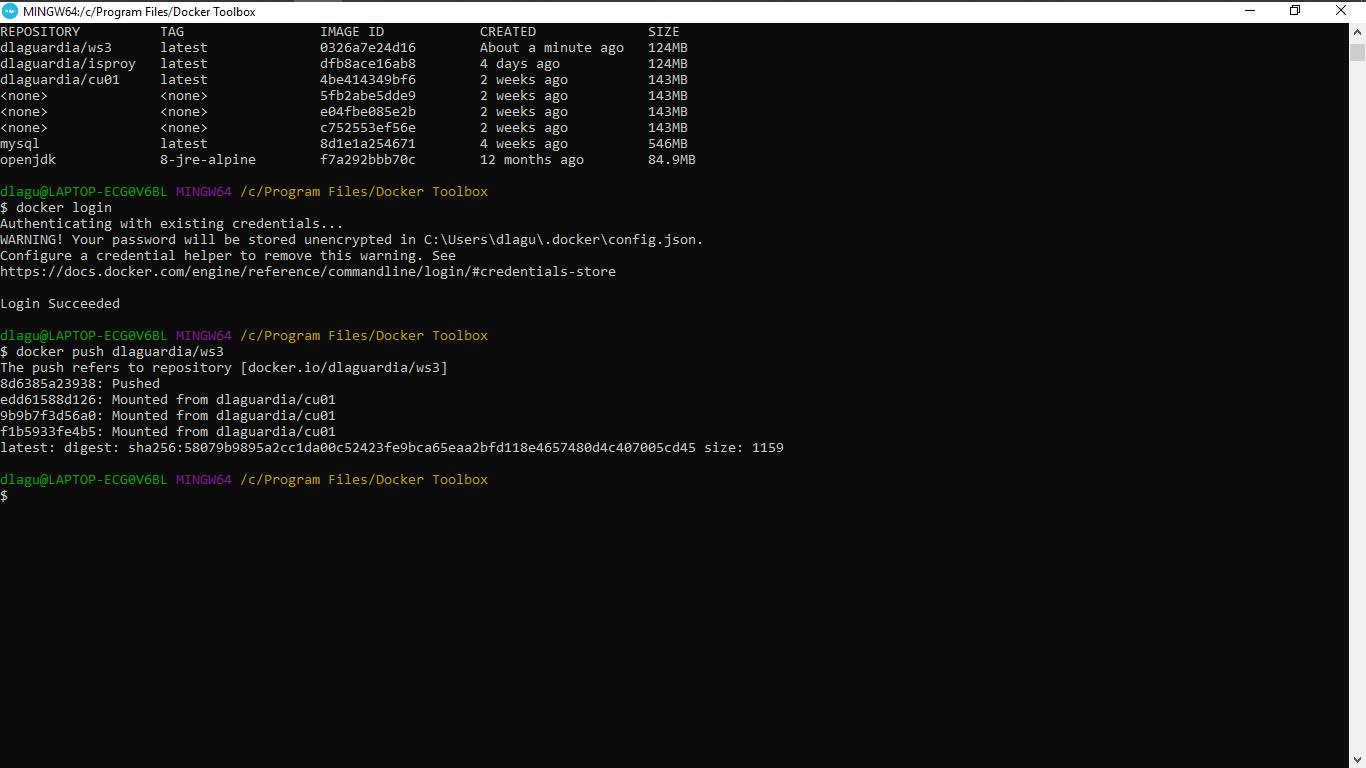 MINGW64:/c/Program Files/Docker Toolbox
REPOSITORY TAG IMAGE ID CREATED SIZE
dlaguardia/ws3 latest 0326a7e24d16 About a minute ago 124MB
dlaguardia/isproy latest dfb8ace16ab8 4 days ago 124MB
dlaguardia/cu01 latest 4be414349bf6 2 weeks ago 143MB
<none> <none> 5fb2abe5dde9 2 weeks ago 143MB
<none> <none> e04fbe085e2b 2 weeks ago 143MB
<none> <none> c752553ef56e 2 weeks ago 143MB
mysql latest 8d1e1a254671 4 weeks ago 546MB
openjdk 8-jre-alpine f7a292bbb70c 12 months ago 84.9MB
dlagu@LAPTOP-ECG0V6BL MINGW64 /c/Program Files/Docker Toolbox
$ docker login
Authenticating with existing credentials...
WARNING! Your password will be stored unencrypted in C:\Users\dlagu\.docker\config.json.
Configure a credential helper to remove this warning. See
https://docs.docker.com/engine/reference/commandline/login/#credentials-store
Login Succeeded
dlagu@LAPTOP-ECG0V6BL MINGW64 /c/Program Files/Docker Toolbox
$ docker push dlaguardia/ws3
The push refers to repository [docker.io/dlaguardia/ws3]
8d6385a23938: Pushed
edd61588d126: Mounted from dlaguardia/cu01
9b9b7f3d56a0: Mounted from dlaguardia/cu01
f1b5933fe4b5: Mounted from dlaguardia/cu01
latest: digest: sha256:58079b9895a2cc1da00c52423fe9bca65eaa2bfd118e4657480d4c407005cd45 size: 1159
dlagu@LAPTOP-ECG0V6BL MINGW64 /c/Program Files/Docker Toolbox
$